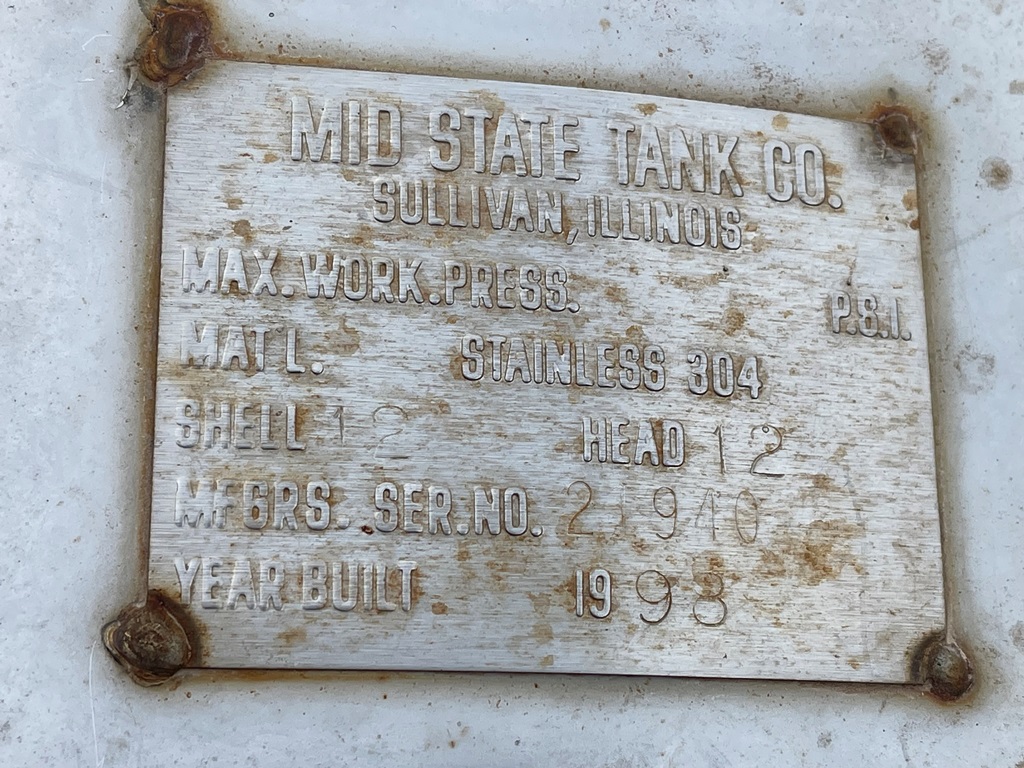 MID STATE TANK CO.
SULLIVAN, ILLINOIS
MAX. WORK. PRESS. P.S.I.
MAT'L. STAINLESS 304
SHELL 12 HEAD 12
MFGRS. SER. NO. 21940
YEAR BUILT 1998